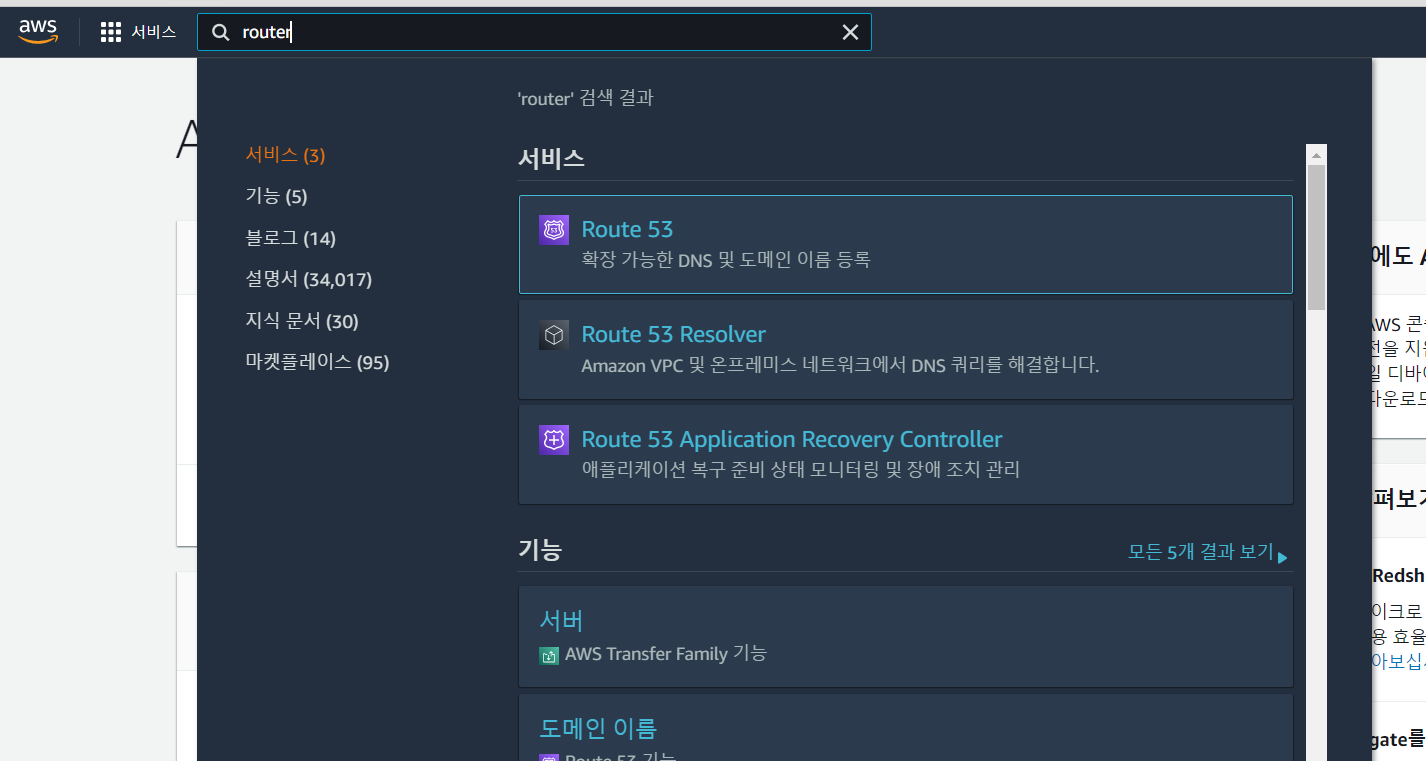 aws
서비스
router
'router' 검색 결과
서비스 (3)
기능 (5)
블로그 (14)
설명서 (34,017)
지식 문서 (30)
마켓플레이스 (95)
서비스
Route 53
확장 가능한 DNS 및 도메인 이름 등록
Route 53 Resolver
Amazon VPC 및 온프레미스 네트워크에서 DNS 쿼리를 해결합니다.
Route 53 Application Recovery Controller
애플리케이션 복구 준비 상태 모니터링 및 장애 조치 관리
기능
모든 5개 결과 보기
서버
AWS Transfer Family 기능
도메인 이름
Route 53 기능
에도
AWS
전을
일
다운로드
펴보기
Redsh
이크로
용 효율
아보십
gate를